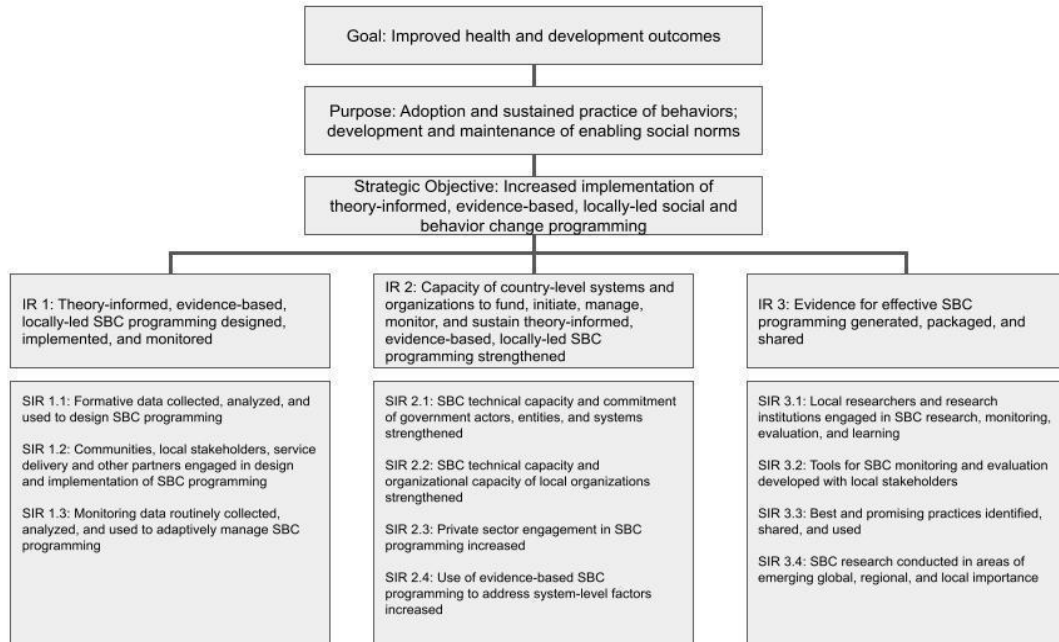 Goal: Improved health and development outcomes
Purpose: Adoption and sustained practice of behaviors;
development and maintenance of enabling social norms
Strategic Objective: Increased implementation of
theory-informed, evidence-based, locally-led social and
behavior change programming
IR 1: Theory-informed, evidence-based,
locally-led SBC programming designed,
implemented, and monitored
SIR 1.1: Formative data collected, analyzed, and
used to design SBC programming
SIR 1.2: Communities, local stakeholders, service
delivery and other partners engaged in design
and implementation of SBC programming
SIR 1.3: Monitoring data routinely collected,
analyzed, and used to adaptively manage SBC
programming
IR 2: Capacity of country-level systems and
organizations to fund, initiate, manage,
monitor, and sustain theory-informed,
evidence-based, locally-led SBC
programming strengthened
SIR 2.1: SBC technical capacity and commitment
of government actors, entities, and systems
strengthened
SIR 2.2: SBC technical capacity and
organizational capacity of local organizations
strengthened
SIR 2.3: Private sector engagement in SBC
programming increased
SIR 2.4: Use of evidence-based SBC
programming to address system-level factors
increased
IR 3: Evidence for effective SBC
programming generated, packaged, and
shared
SIR 3.1: Local researchers and research
institutions engaged in SBC research, monitoring,
evaluation, and learning
SIR 3.2: Tools for SBC monitoring and evaluation
developed with local stakeholders
SIR 3.3: Best and promising practices identified,
shared, and used
SIR 3.4: SBC research conducted in areas of
emerging global, regional, and local importance